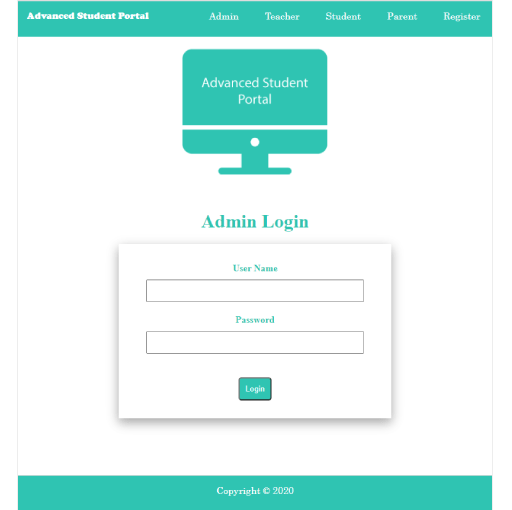 Advanced Student Portal Admin Teacher Student Parent Register
Advanced Student
Portal
Admin Login
User Name
Password
Login
Copyright © 2020